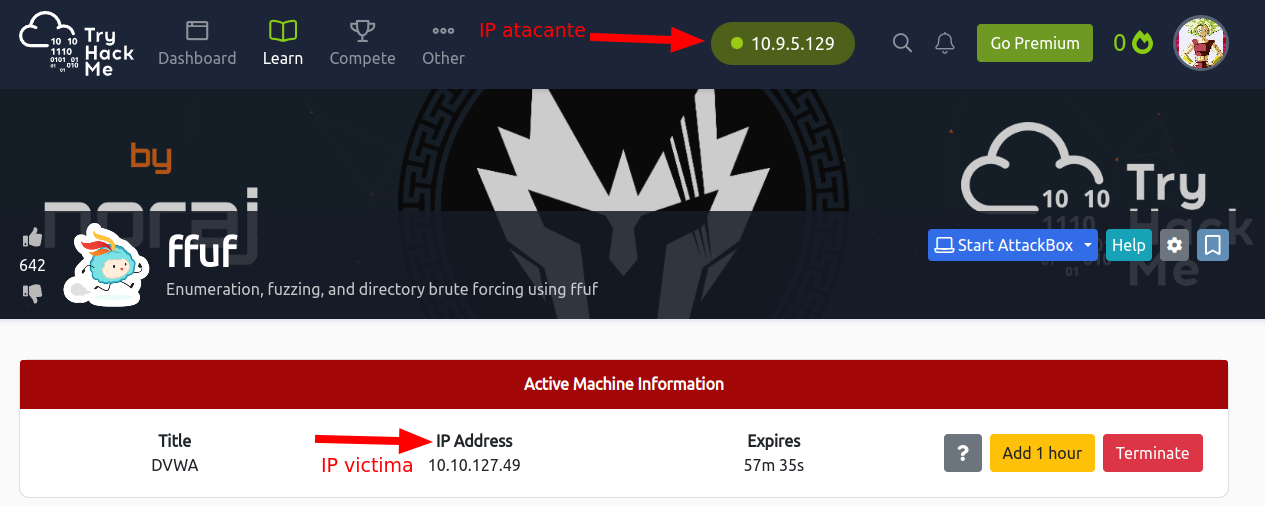 10 10
1110
0101 01
010
01
Try
Hack
Me
Dashboard
Learn
Compete
Other
IP atacante
10.9.5.129
Go Premium
0
by
noraj
10 10
1110
01
Try
Hack
Me
642
ffuf
Enumeration, fuzzing, and directory brute forcing using ffuf
Start AttackBox
Help
Active Machine Information
Title
IP Address
Expires
DVWA
IP victima
10.10.127.49
57m 35s
?
Add 1 hour
Terminate